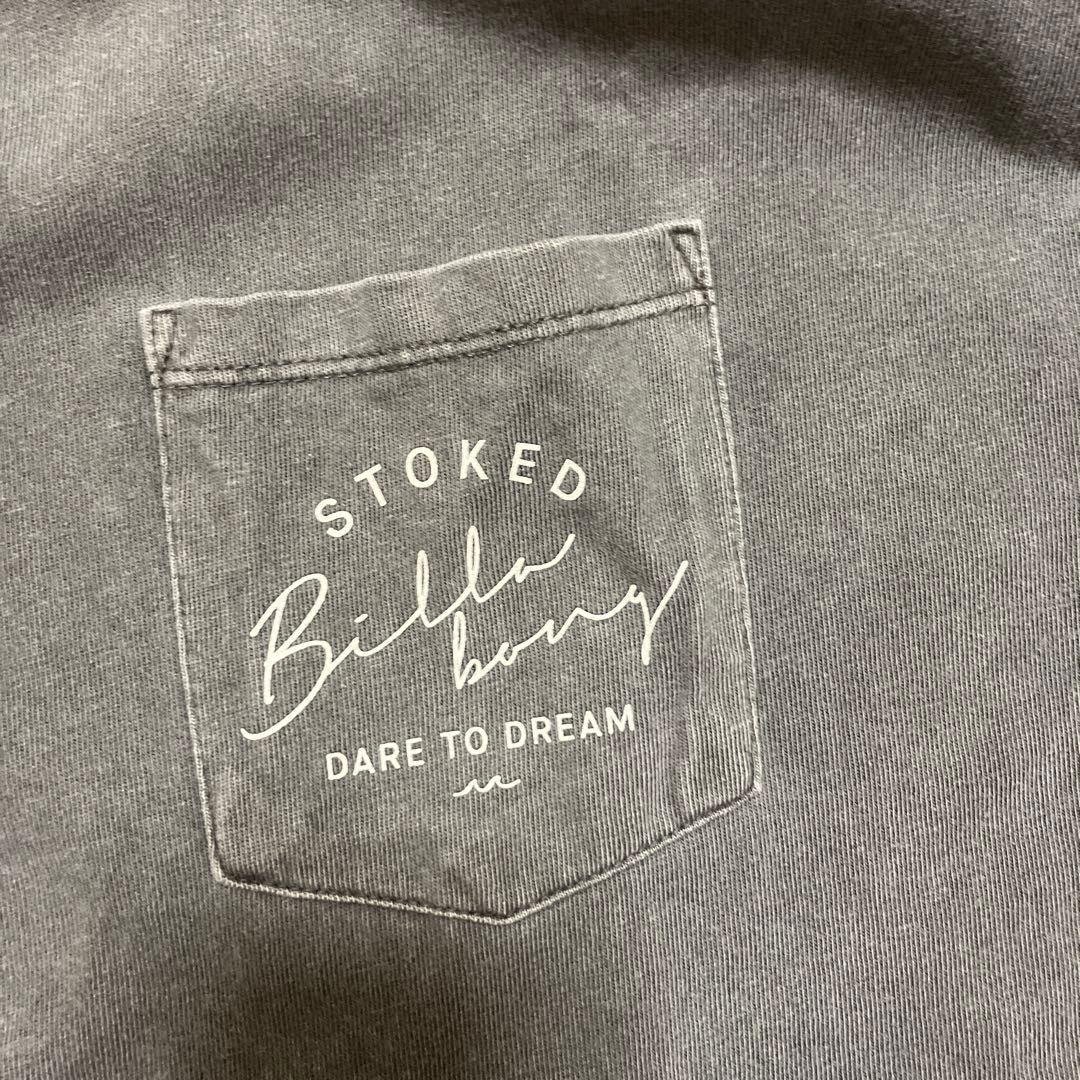 STOKED
Billa
bong
DARE TO DREAM